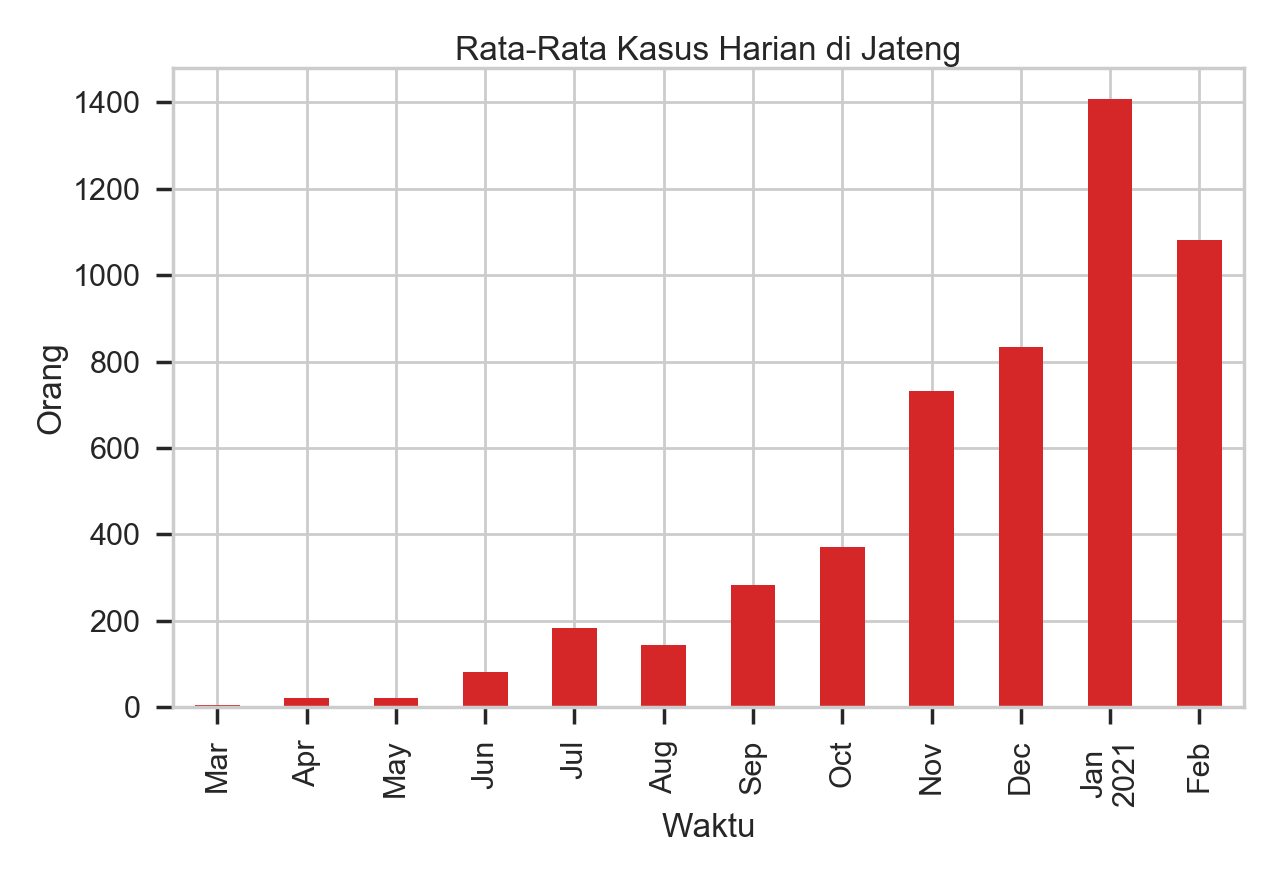 Rata-Rata Kasus Harian di Jateng
1400
1200
1000
800
600
400
200
0
Orang
Mar
Apr
May
Jun
Jul
Aug
Sep
Oct
Nov
Dec
Jan
2021
Feb
Waktu